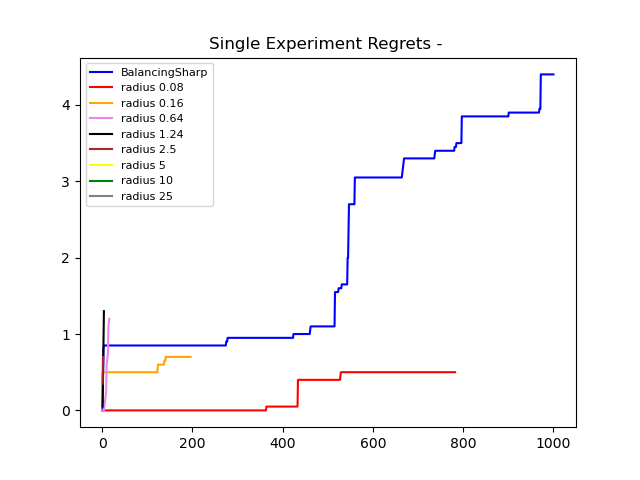 Single Experiment Regrets -
BalancingSharp
radius 0.08
radius 0.16
radius 0.64
radius 1.24
radius 2.5
radius 5
radius 10
radius 25
4
3
2
1
0
0 200 400 600 800 1000